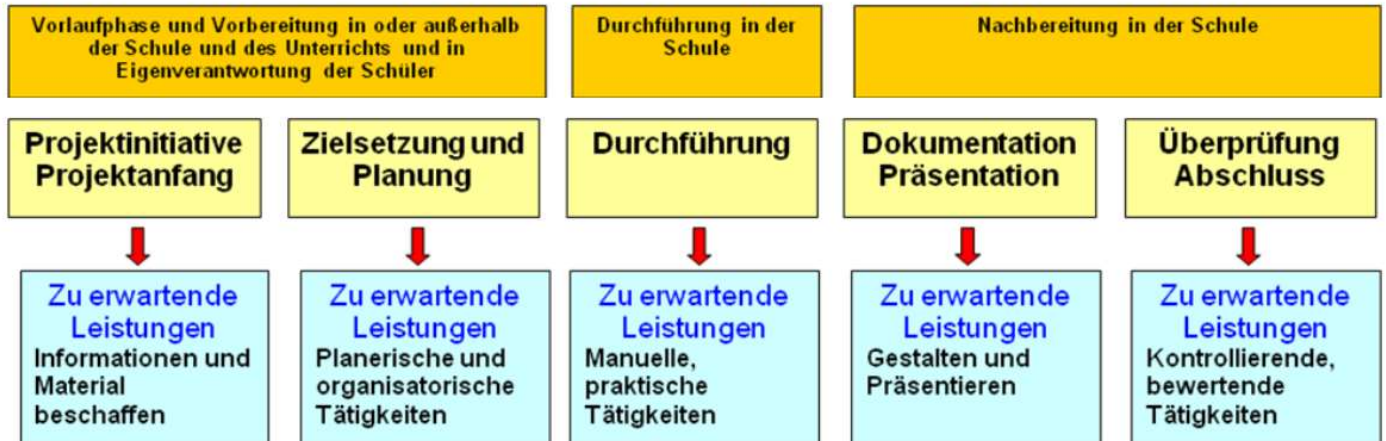 Vorlaufphase und Vorbereitung in oder außerhalb
der Schule und des Unterrichts und in
Eigenverantwortung der Schüler
Durchführung in der
Schule
Nachbereitung in der Schule
Projektinitiative
Projektanfang
Zielsetzung und
Planung
Durchführung
Dokumentation
Präsentation
Überprüfung
Abschluss
Zu erwartende
Leistungen
Informationen und
Material
beschaffen
Zu erwartende
Leistungen
Planerische und
organisatorische
Tätigkeiten
Zu erwartende
Leistungen
Manuelle,
praktische
Tätigkeiten
Zu erwartende
Leistungen
Gestalten und
Präsentieren
Zu erwartende
Leistungen
Kontrollierende,
bewertende
Tätigkeiten